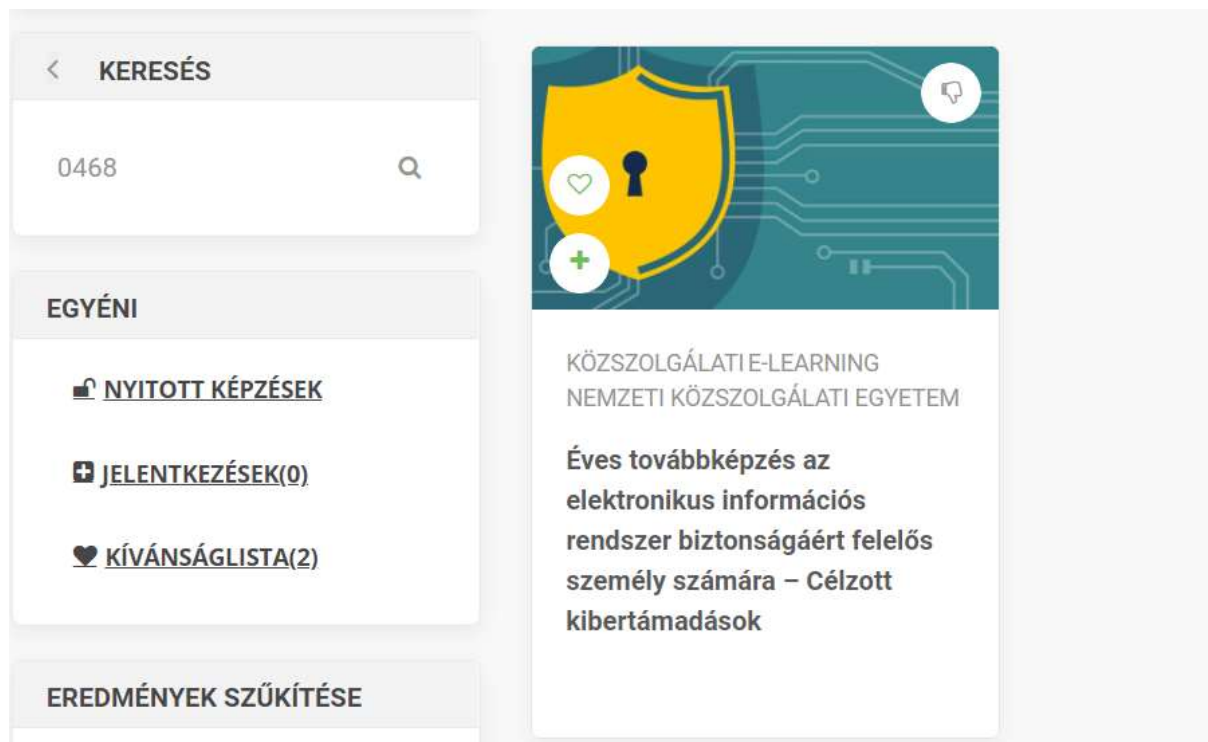 KERESÉS
0468
EGYÉNI
NYITOTT KÉPZÉSEK
JELENTKEZÉSEK(0)
KÍVÁNSÁGLISTA(2)
EREDMÉNYEK SZŰKÍTÉSE
KÖZSZOLGÁLATI E-LEARNING
NEMZETI KÖZSZOLGÁLATI EGYETEM
Éves továbbképzés az
elektronikus információs
rendszer biztonságáért felelős
személy számára – Célzott
kibertámadások